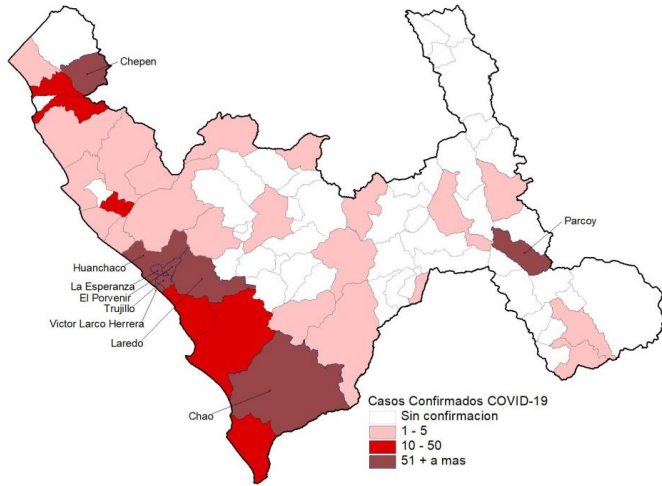 Chepen
Parcoy
Huanchaco
La Esperanza
El Porvenir
Trujillo
Victor Larco Herrera
Laredo
Chao
Casos Confirmados COVID-19
Sin confirmacion
1 - 5
10 - 50
51 + a mas